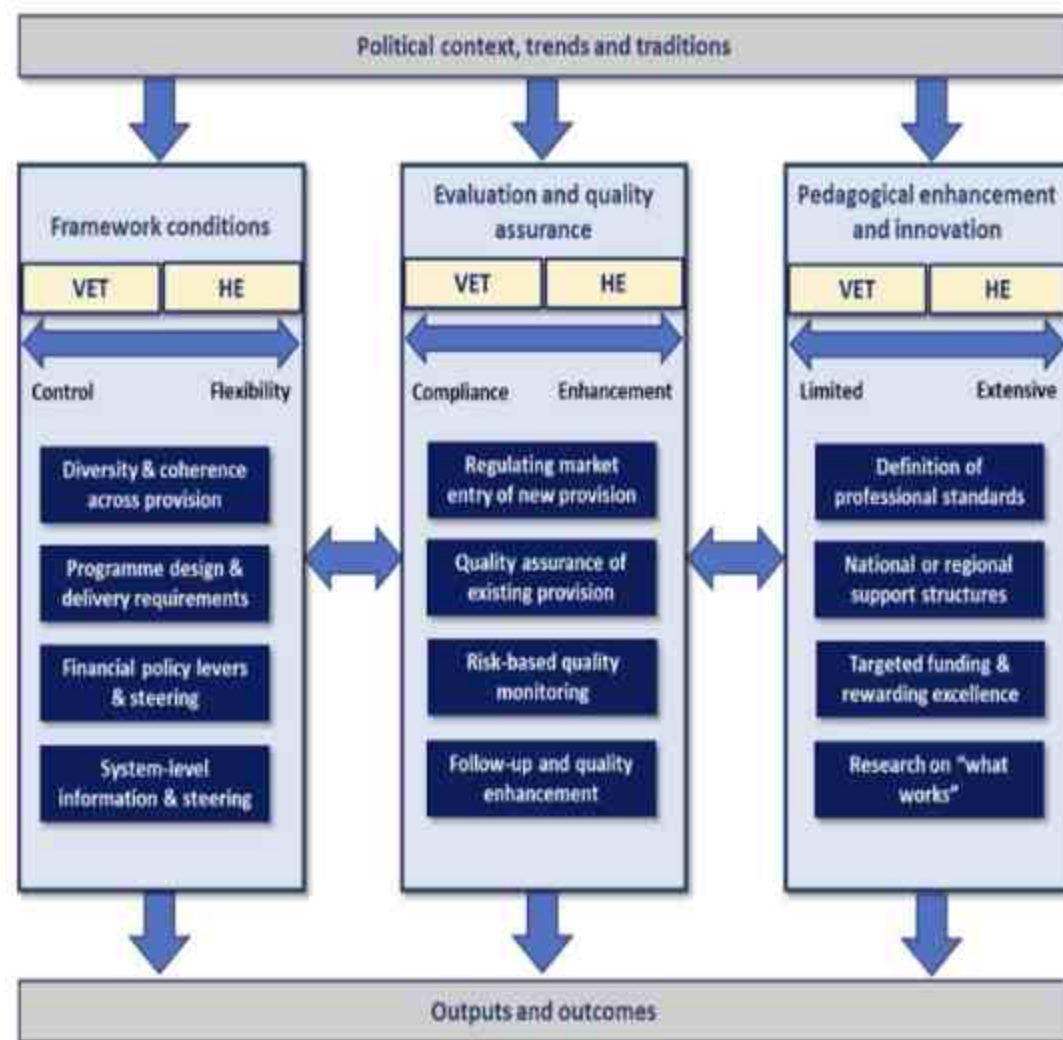 Political context, trends and traditions
Framework conditions
VET
HE
Control
Flexibility
Diversity & coherence
across provision
Programme design &
delivery requirements
Financial policy levers
& steering
System-level
information & steering
Evaluation and quality
assurance
VET
HE
Compliance
Enhancement
Regulating market
entry of new provision
Quality assurance of
existing provision
Risk-based quality
monitoring
Follow-up and quality
enhancement
Pedagogical enhancement
and innovation
VET
HE
Limited
Extensive
Definition of
professional standards
National or regional
support structures
Targeted funding &
rewarding excellence
Research on "what
works"
Outputs and outcomes